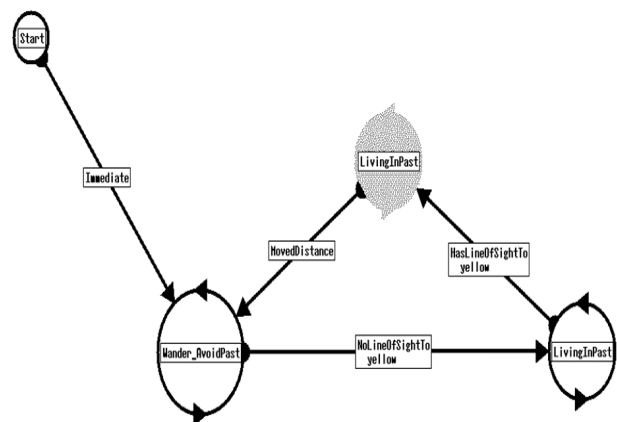 Start
LivingInPast
Immediate
MovedDistance
HasLineOfSightTo
yellow
Wander_AvoidPast
NoLineOfSightTo
yellow
LivingInPast